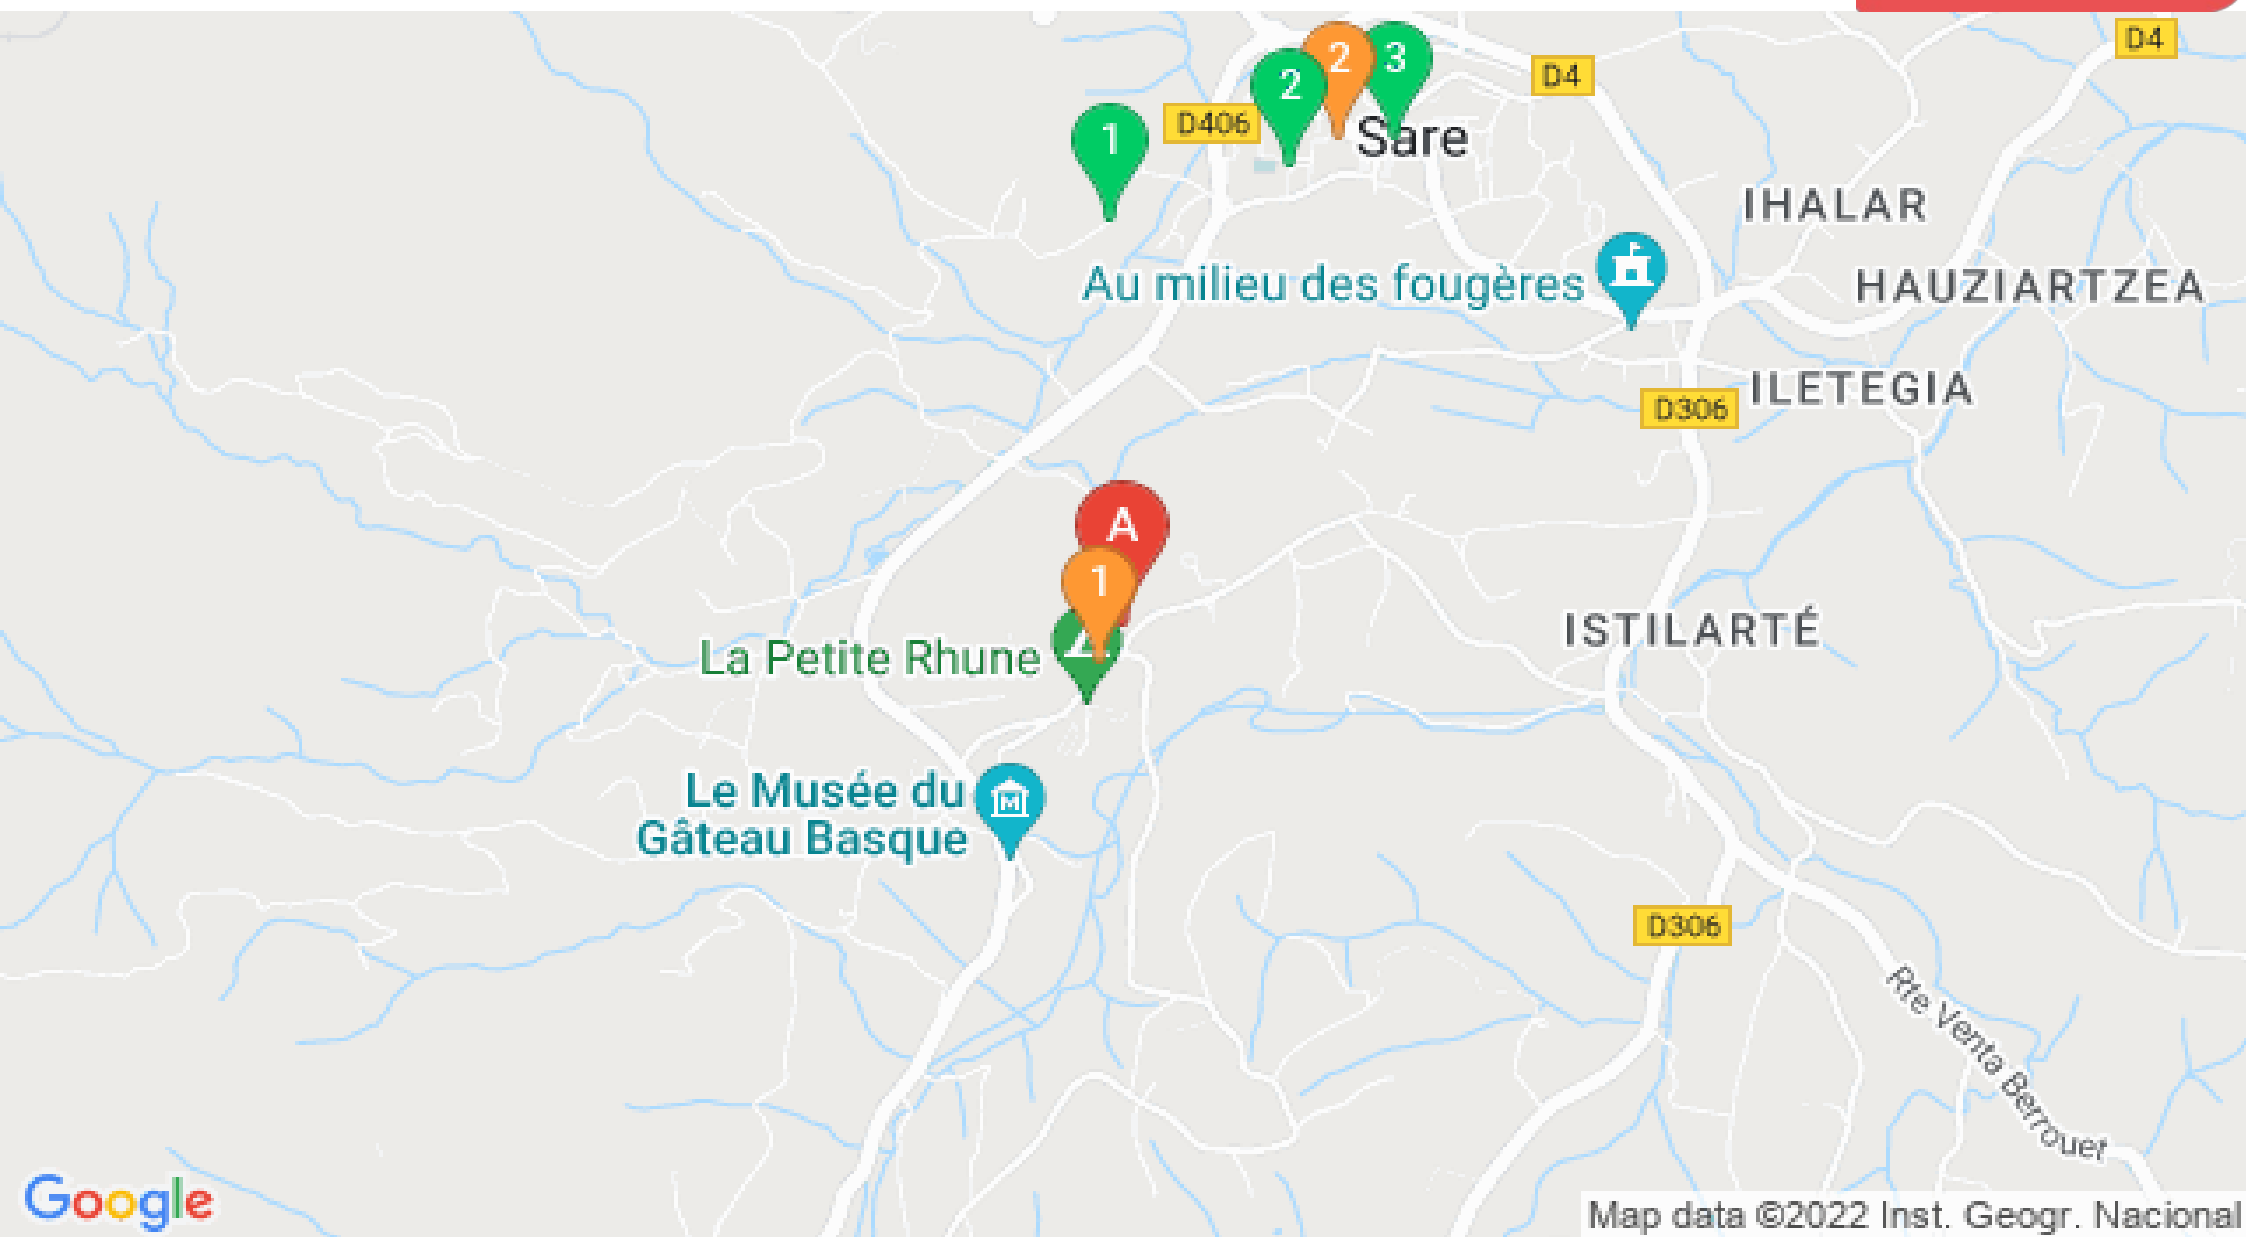 D4
2
3
D4
2
1
D406
Sare
IHALAR
Au milieu des fougères
HAUZIARTZEA
ILETEGIA
D306
A
1
ISTILARTÉ
La Petite Rhune
Le Musée du
Gâteau Basque
M
D306
Rte Venta Berrouet
Google
Map data ©2022 Inst. Geogr. Nacional